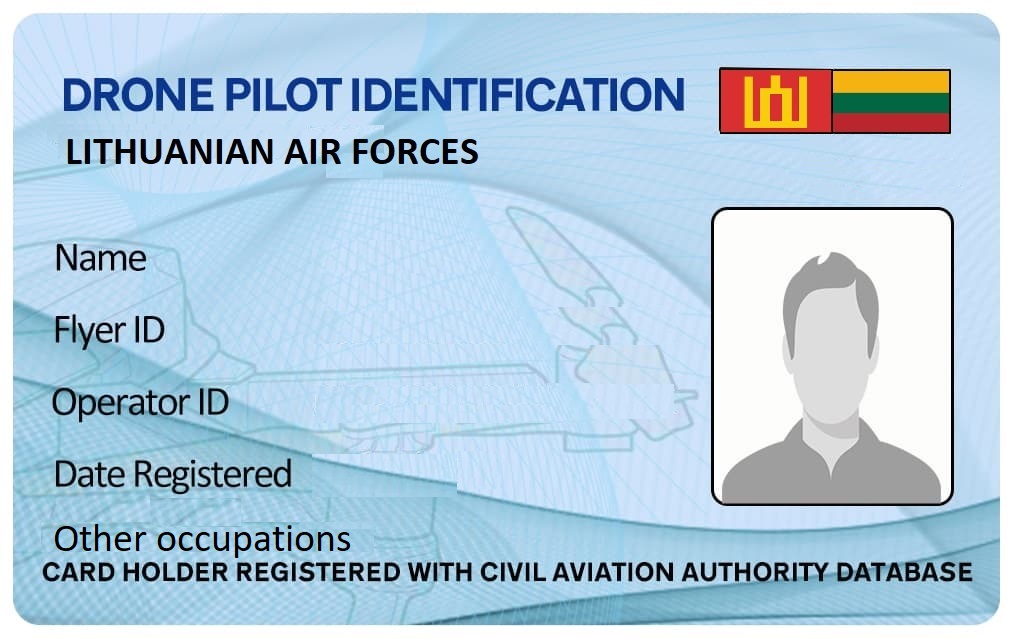 DRONE PILOT IDENTIFICATION
LITHUANIAN AIR FORCES
Name
Flyer ID
Operator ID
Date Registered
Other occupations
CARD HOLDER REGISTERED WITH CIVIL AVIATION AUTHORITY DATABASE